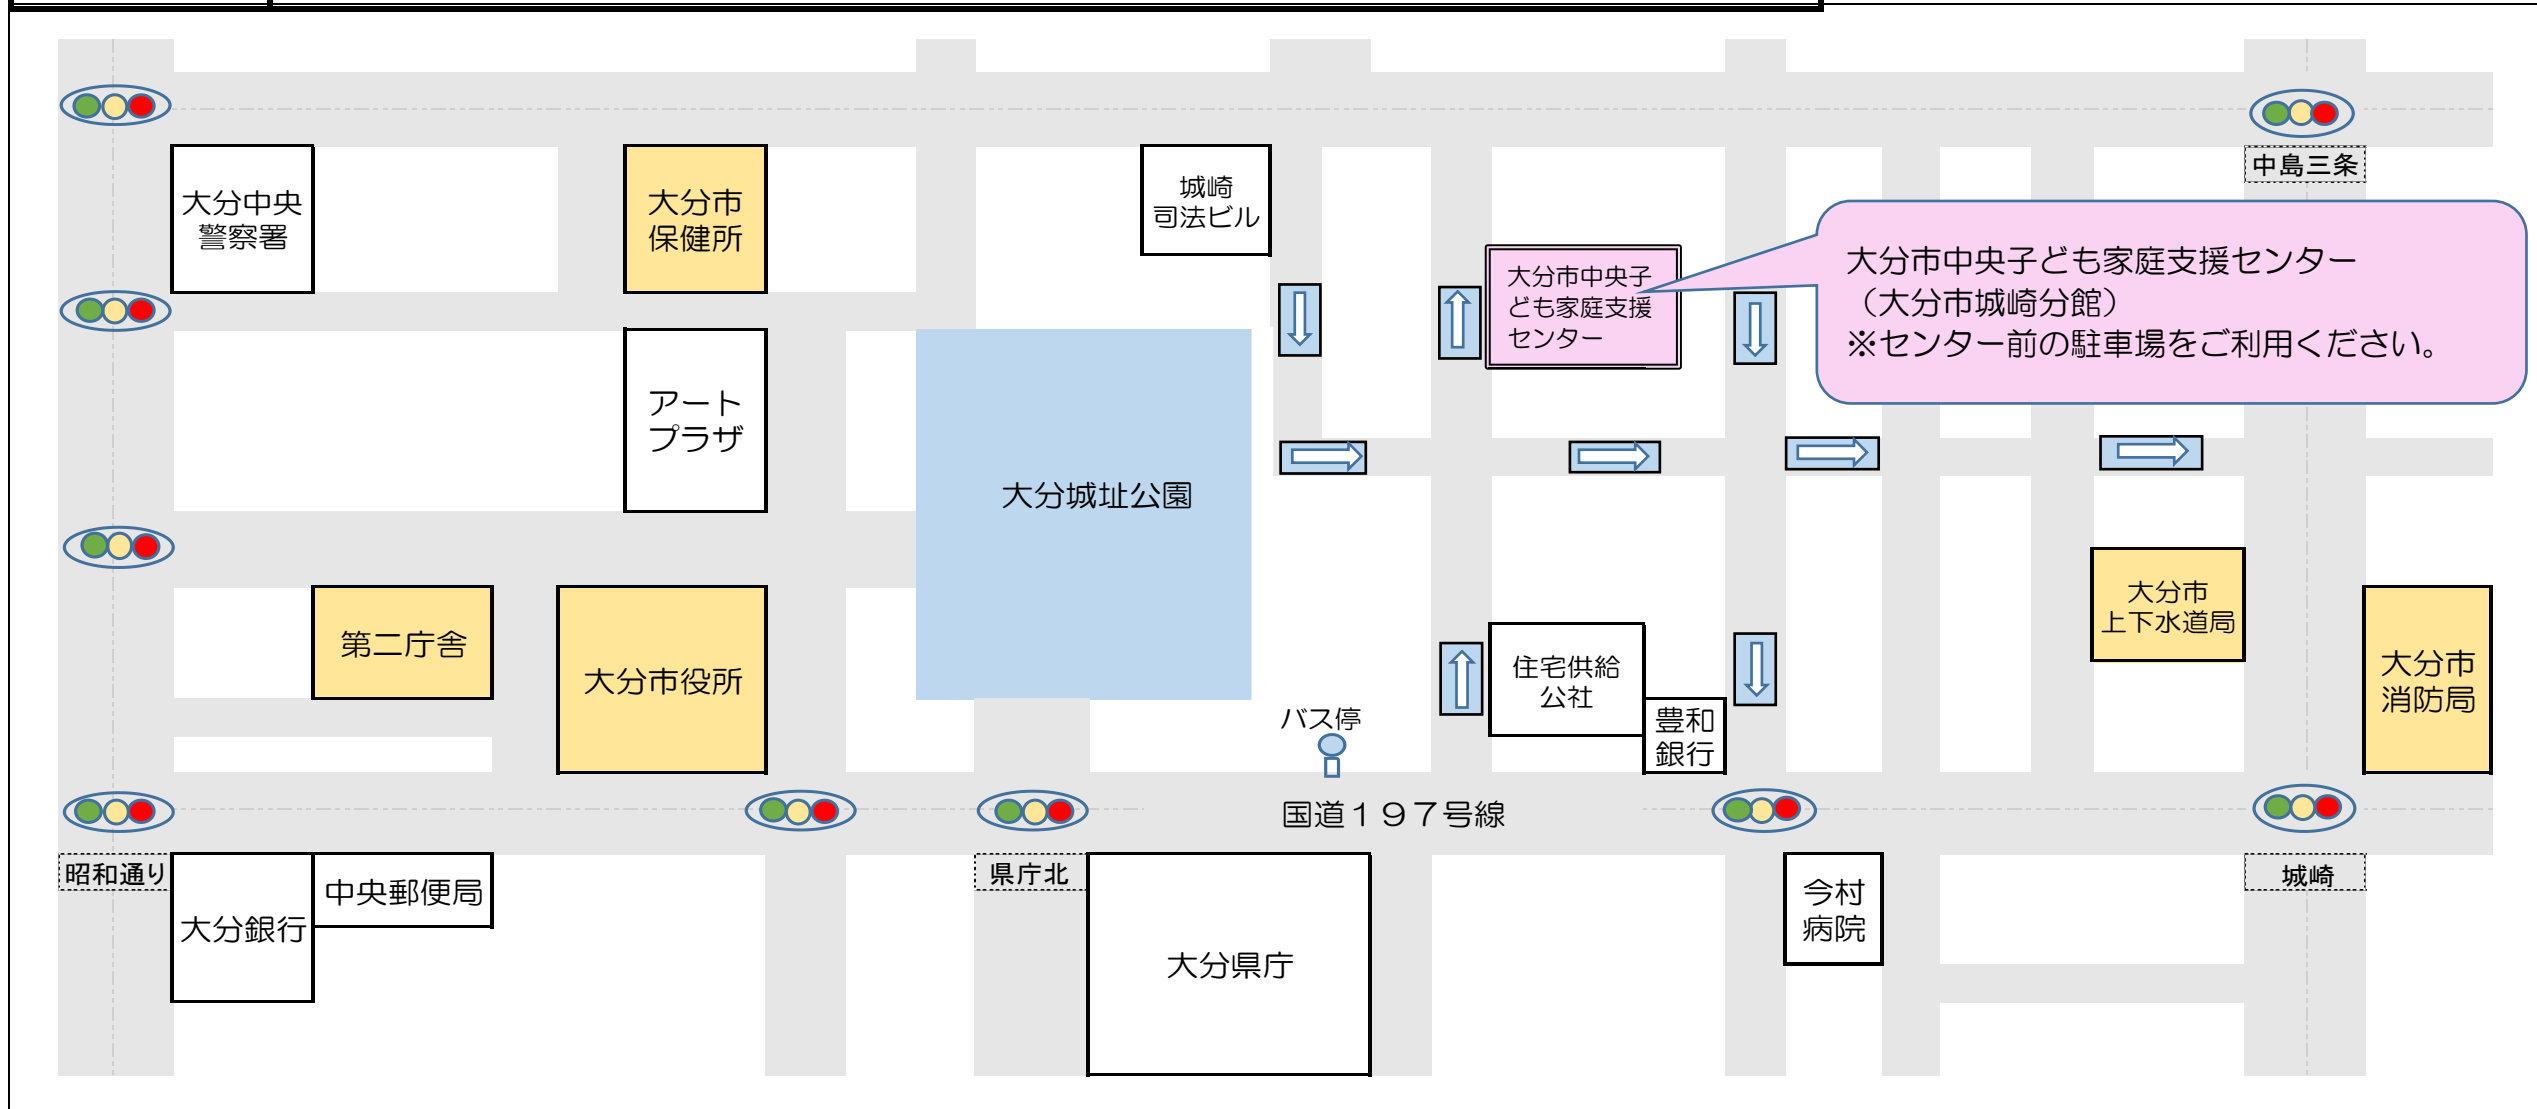 中島三条
大分中央
警察署
大分市
保健所
城崎
司法ビル
大分市中央子
ども家庭支援
センター
大分市中央子ども家庭支援センター
（大分市城崎分館）
※センター前の駐車場をご利用ください。
アート
プラザ
大分城址公園
第二庁舎
大分市役所
大分市
上下水道局
大分市
消防局
住宅供給
公社
豊和
銀行
バス停
国道１９７号線
昭和通り
大分銀行
中央郵便局
県庁北
大分県庁
今村
病院
城崎